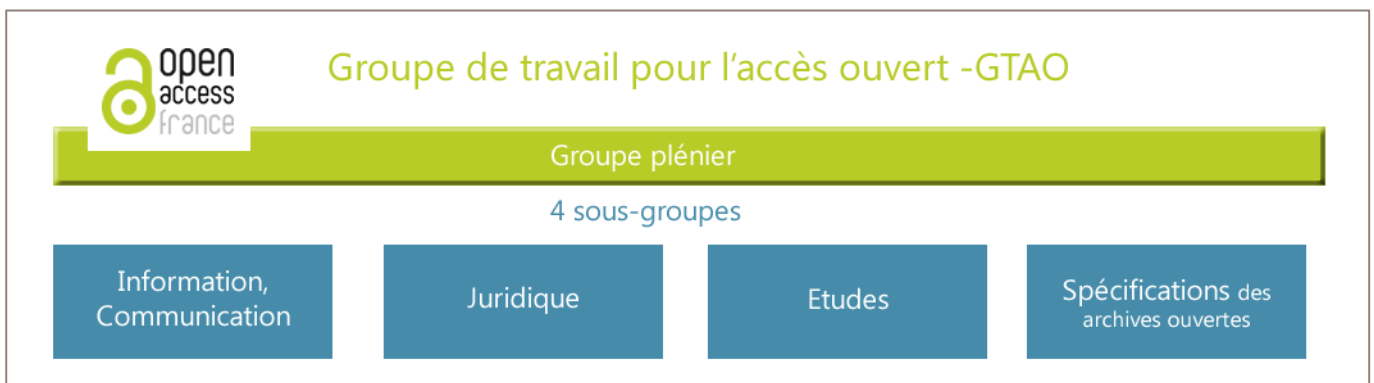 open
access
france
Groupe de travail pour l'accès ouvert -GTAO
Groupe plénier
4 sous-groupes
Information,
Communication
Juridique
Etudes
Spécifications des
archives ouvertes